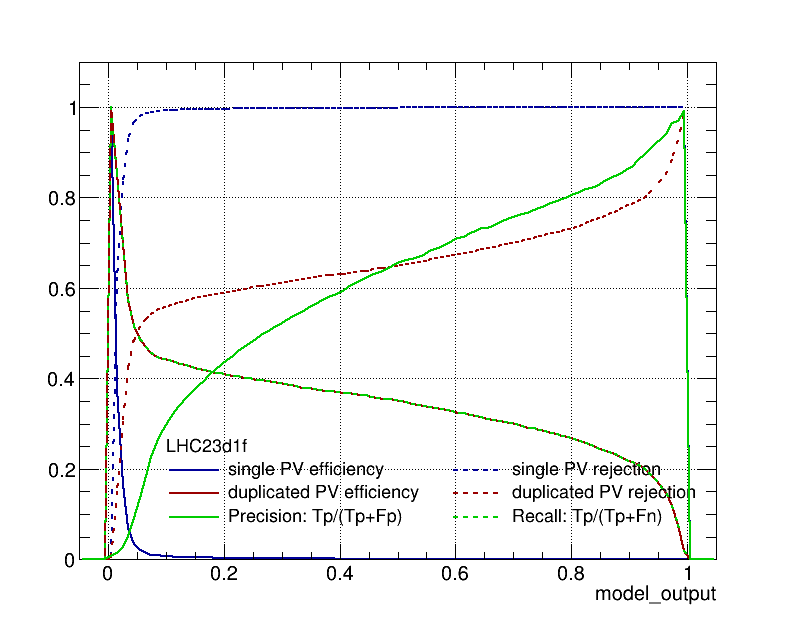 1
0.8
0.6
0.4
0.2
0
LHC23d1f
single PV efficiency single PV rejection
duplicated PV efficiency duplicated PV rejection
Precision: Tp/(Tp+Fp) Recall: Tp/(Tp+Fn)
0 0.2 0.4 0.6 0.8 1
model_output